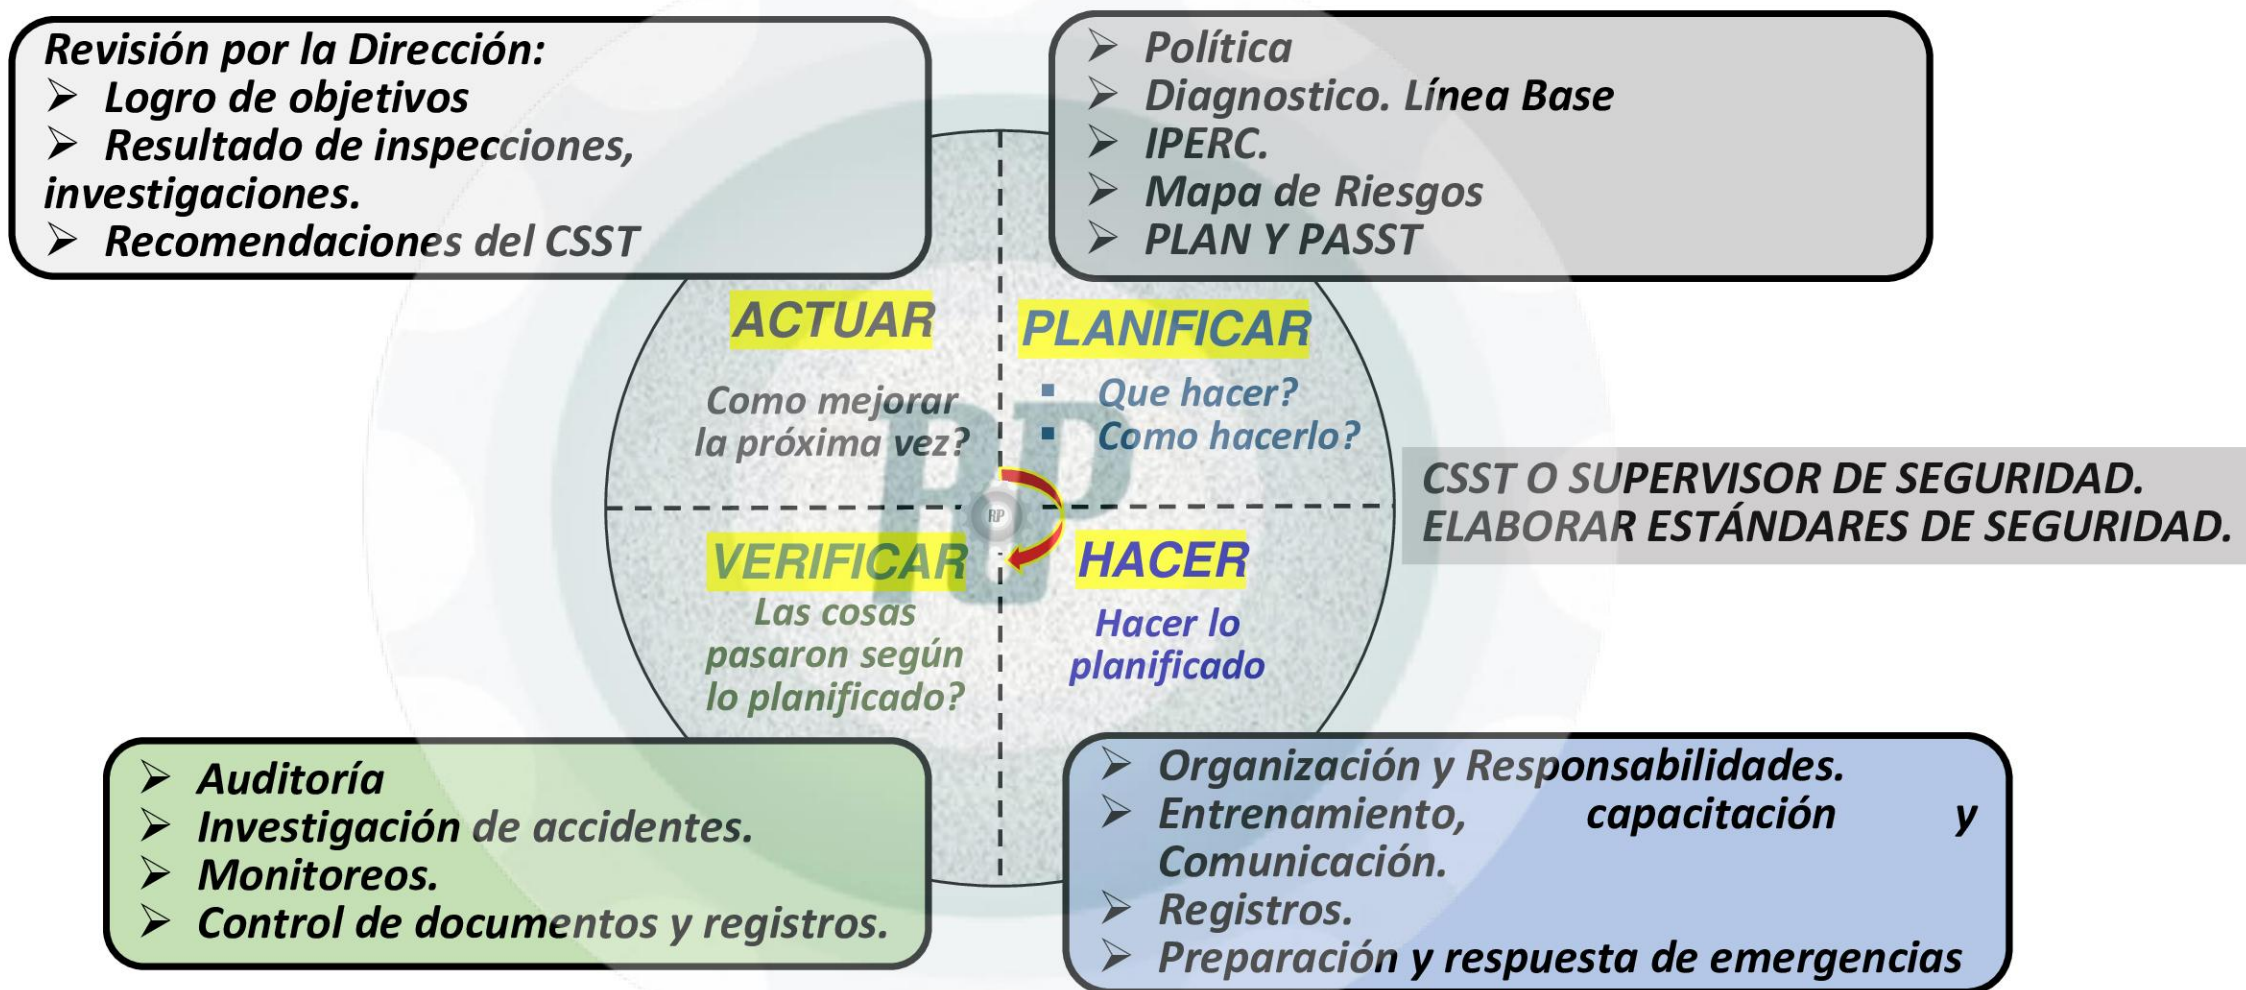 Revisión por la Dirección:
➢ Logro de objetivos
➢ Resultado de inspecciones,
investigaciones.
➢ Recomendaciones del CSST
➢ Política
➢ Diagnostico. Línea Base
➢ IPERC.
➢ Mapa de Riesgos
➢ PLAN Y PASST
ACTUAR
Como mejorar
la próxima vez?
PLANIFICAR
▪ Que hacer?
▪ Como hacerlo?
CSST O SUPERVISOR DE SEGURIDAD.
ELABORAR ESTÁNDARES DE SEGURIDAD.
RP
RP
VERIFICAR
Las cosas
pasaron según
lo planificado?
HACER
Hacer lo
planificado
➢ Auditoría
➢ Investigación de accidentes.
➢ Monitoreos.
➢ Control de documentos y registros.
➢ Organización y Responsabilidades.
➢ Entrenamiento, capacitación y
Comunicación.
➢ Registros.
➢ Preparación y respuesta de emergencias